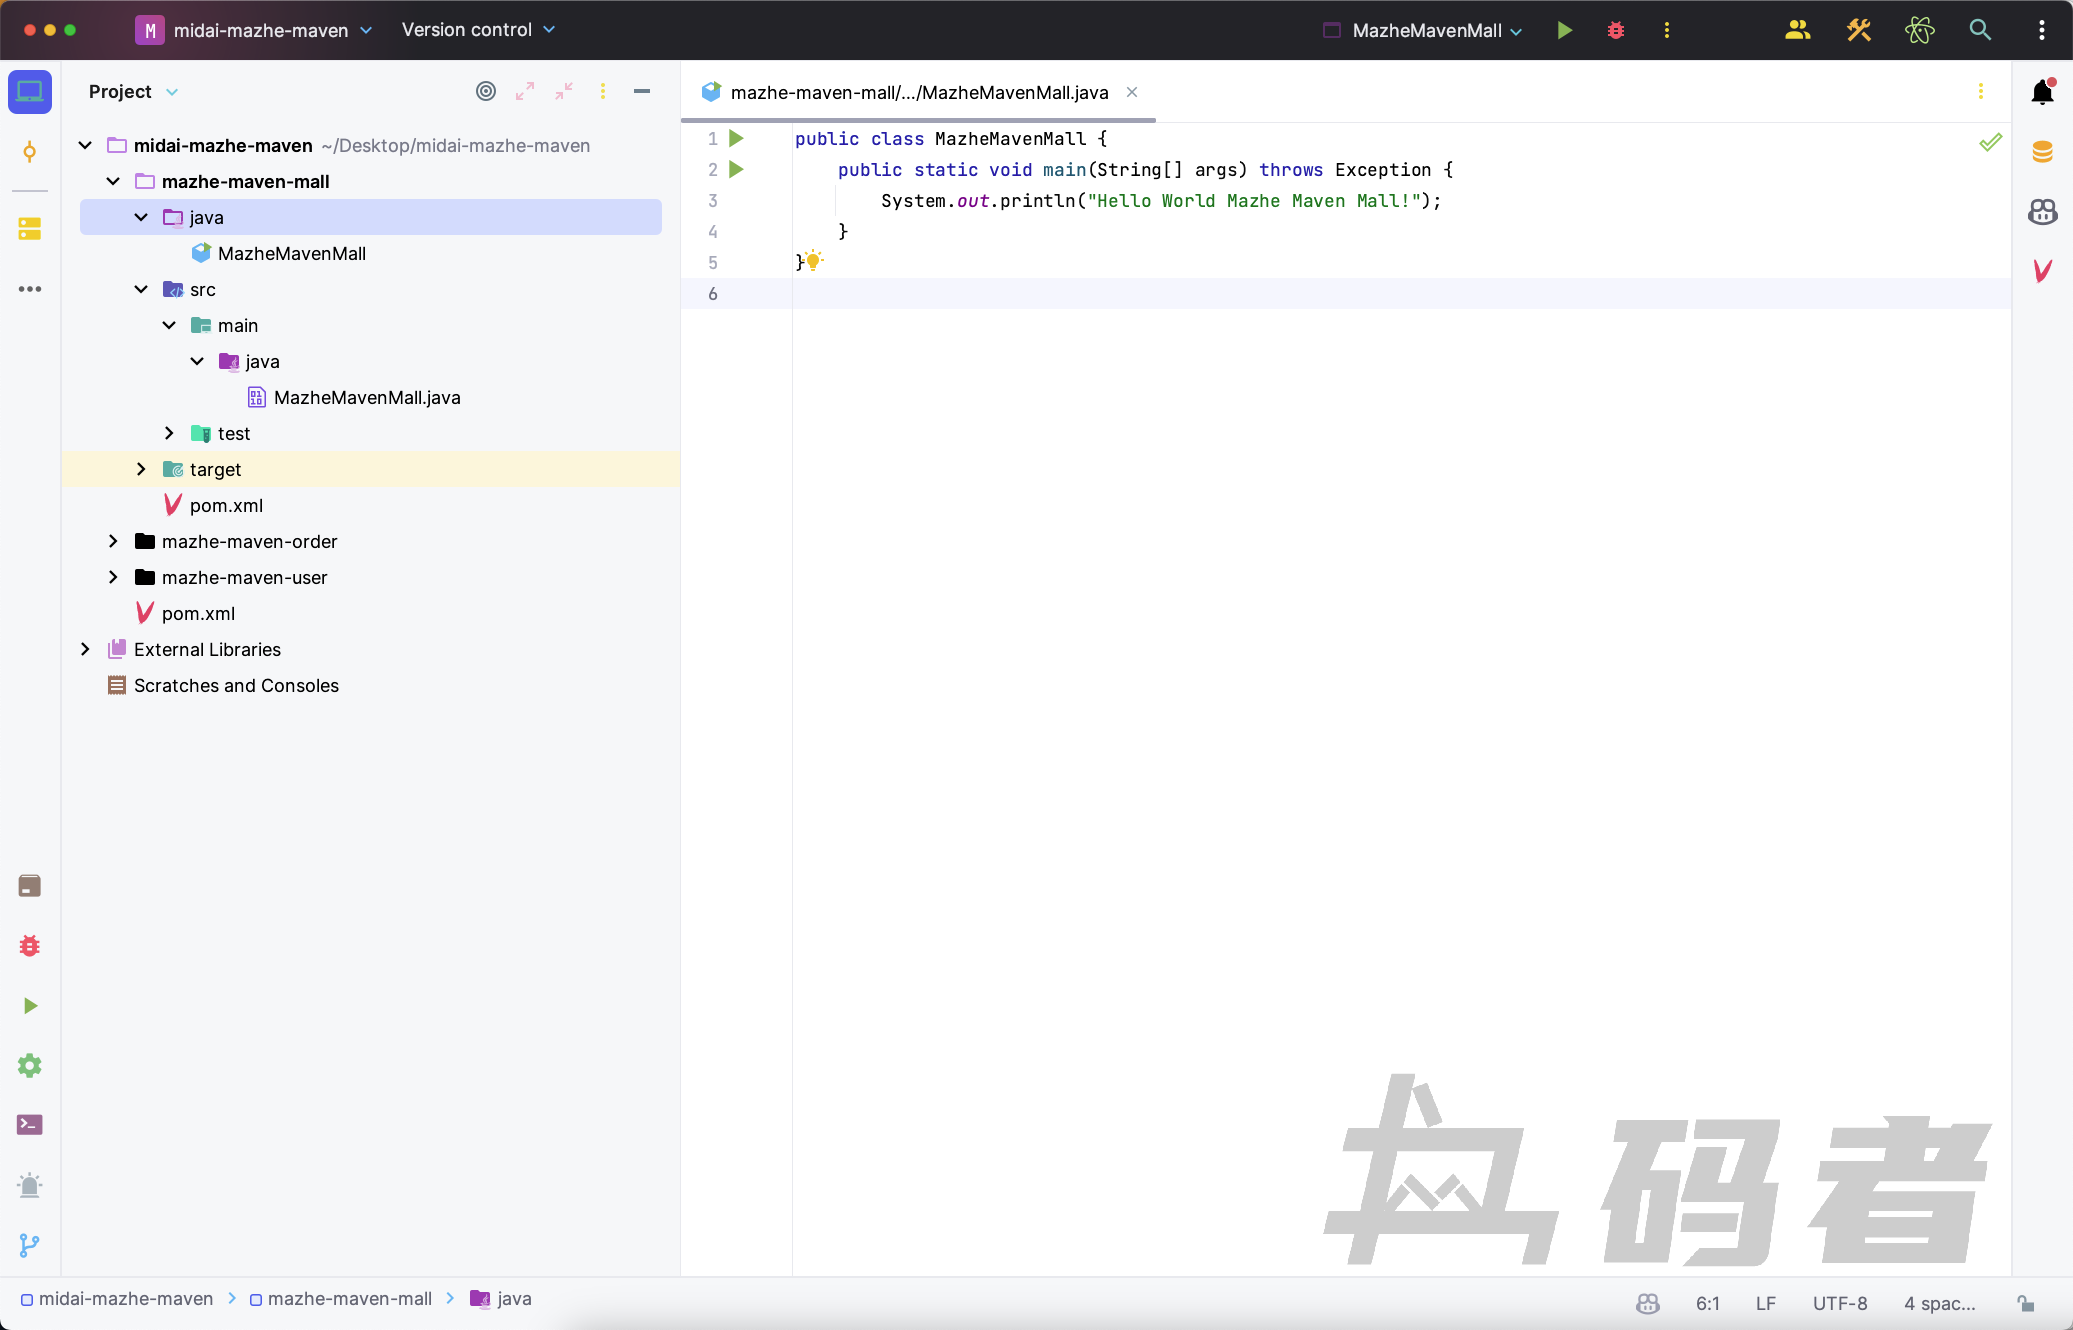 M midai-mazhe-maven Version control MazheMavenMall
Project
mazhe-maven-mall/.../MazheMavenMall.java
midai-mazhe-maven ~/Desktop/midai-mazhe-maven
mazhe-maven-mall
java
MazheMavenMall
src
main
java
MazheMavenMall.java
test
target
pom.xml
mazhe-maven-order
mazhe-maven-user
pom.xml
External Libraries
Scratches and Consoles
1 public class MazheMavenMall {
2 public static void main(String[] args) throws Exception {
3 System.out.println("Hello World Mazhe Maven Mall!");
4 }
5 }
6
码者
midai-mazhe-maven mazhe-maven-mall java
6:1 LF UTF-8 4 spac...